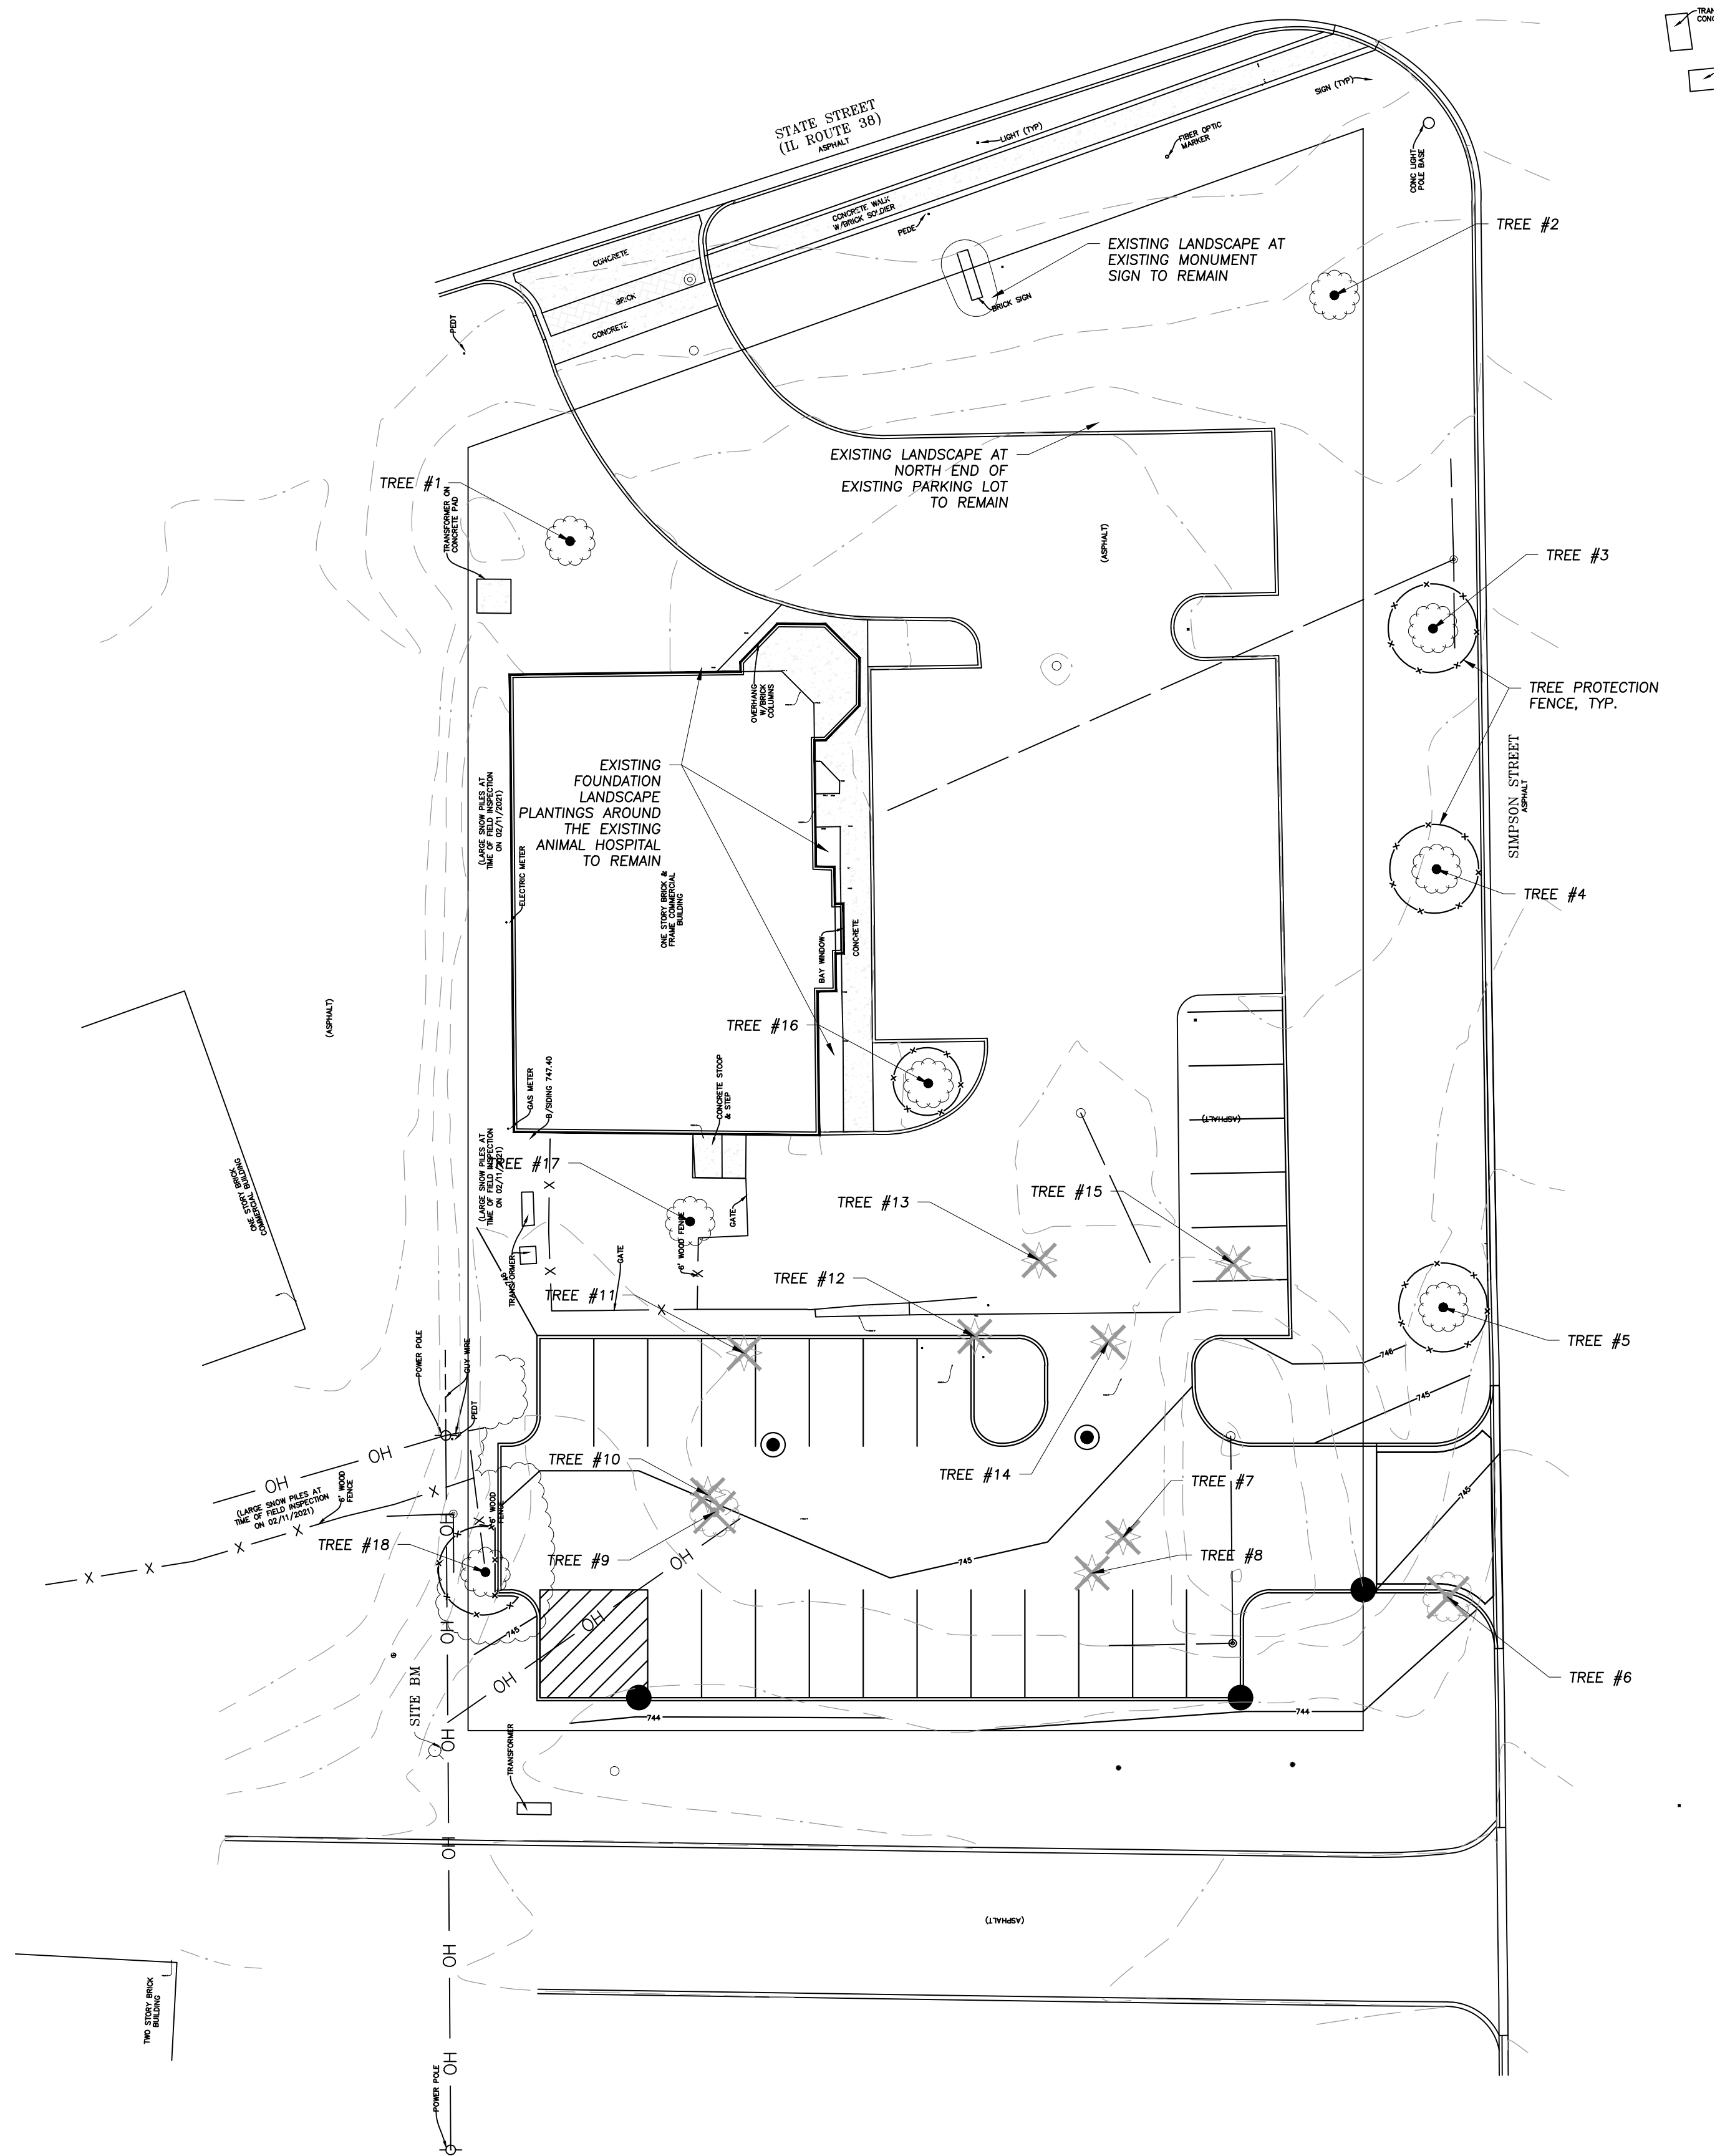 TRAN
CONC
STATE STREET
(IL ROUTE 38)
ASPHALT
LIGHT (TYP)
SIGN (TYP)
FIBER OPTIC
MARKER
CONC LIGHT
POLE BASE
CONCRETE WALK
W/BRICK SOLDIER
PEDE
CONCRETE
BRICK
CONCRETE
PEDT
BRICK SIGN
EXISTING LANDSCAPE AT
EXISTING MONUMENT
SIGN TO REMAIN
TREE #2
EXISTING LANDSCAPE AT
NORTH END OF
EXISTING PARKING LOT
TO REMAIN
TREE #1
TRANSFORMER ON
CONCRETE PAD
(ASPHALT)
TREE #3
TREE PROTECTION
FENCE, TYP.
OVERHANG
W/BRICK
COLUMNS
EXISTING
FOUNDATION
LANDSCAPE
PLANTINGS AROUND
THE EXISTING
ANIMAL HOSPITAL
TO REMAIN
(LARGE SNOW PILES AT
TIME OF FIELD INSPECTION
ON 02/11/2021)
ELECTRIC METER
ONE STORY BRICK &
FRAME COMMERCIAL
BUILDING
BAY WINDOW
CONCRETE
SIMPSON STREET
ASPHALT
TREE #4
(ASPHALT)
TREE #16
GAS METER
B/SIDING 747.40
CONCRETE STOOP
& STEP
(ASPHALT)
ONE STORY BRICK
COMMERCIAL BUILDING
(LARGE SNOW PILES AT
TIME OF FIELD INSPECTION
ON 02/11/2021)
TREE #17
X
TREE #13
TREE #15
GATE
6' WOOD FENCE
X
X
GATE
TRANSFORMER
746
TREE #12
TREE #11
X
TREE #5
746
745
POWER POLE
GUY WIRE
PEDT
OH
OH
(LARGE SNOW PILES AT
TIME OF FIELD INSPECTION
ON 02/11/2021)
6' WOOD
FENCE
X
X
X
X
X
X
6' WOOD
FENCE
TREE #10
TREE #14
TREE #7
745
OH
TREE #18
TREE #9
OH
745
TREE #8
OH
OH
745
TREE #6
OH
SITE BM
744
744
OH
TRANSFORMER
OH
(ASPHALT)
OH
TWO STORY BRICK
BUILDING
OH
POWER POLE